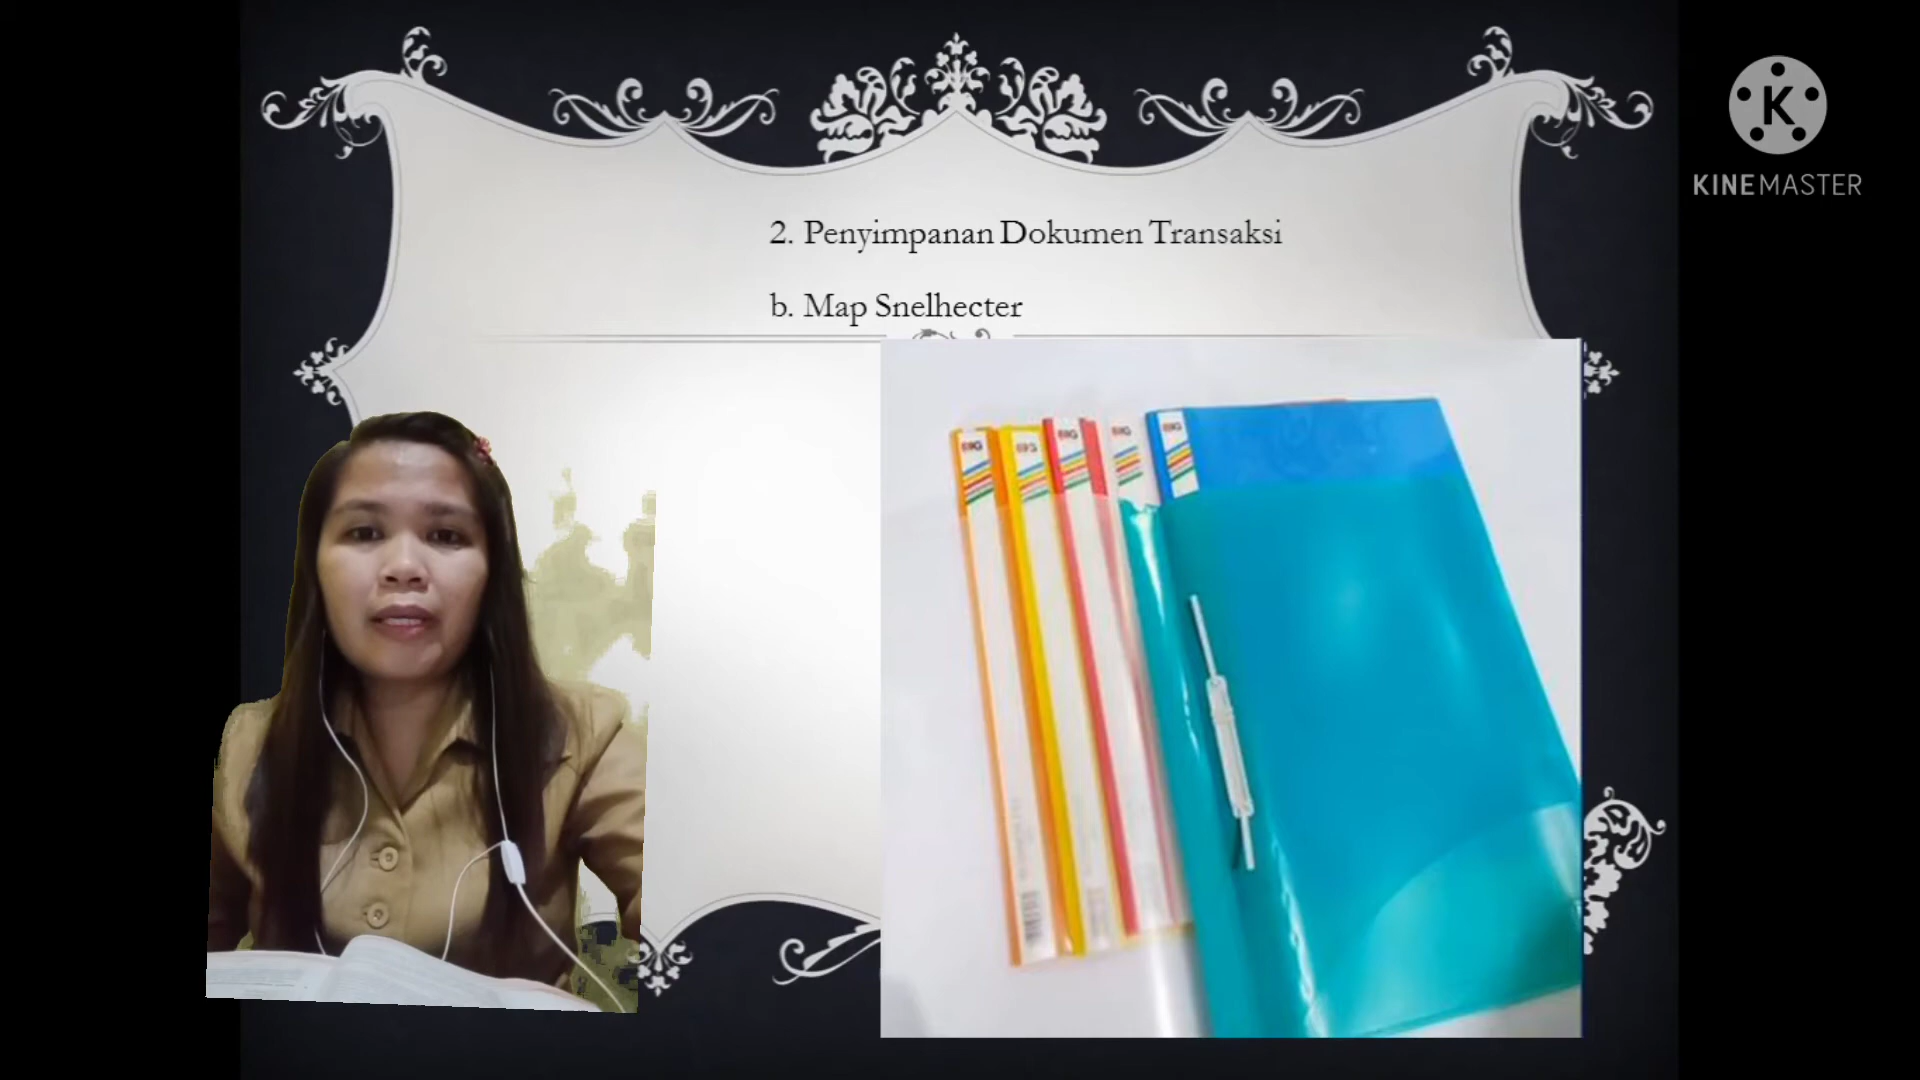 2. Penyimpanan Dokumen Transaksi
b. Map Snelhecter
K
KINEMASTER